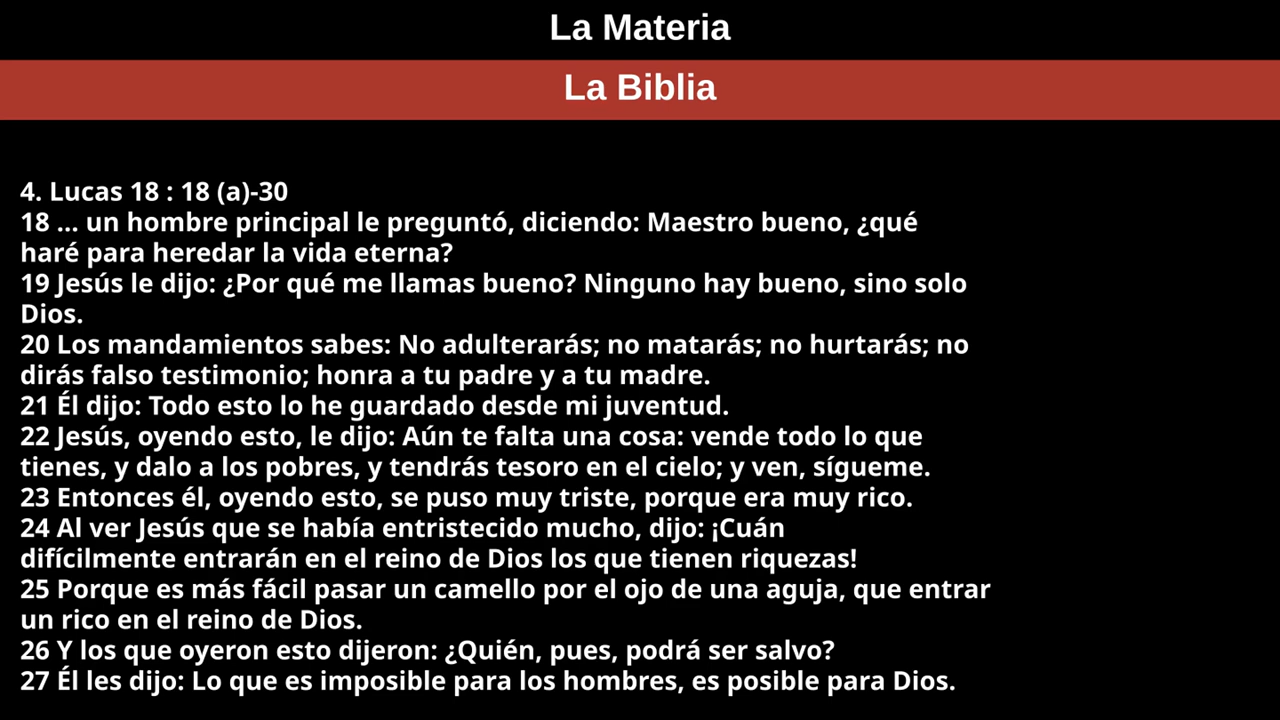 La Materia
La Biblia
4. Lucas 18 : 18 (a)-30
18 ... un hombre principal le preguntó, diciendo: Maestro bueno, ¿qué
haré para heredar la vida eterna?
19 Jesús le dijo: ¿Por qué me llamas bueno? Ninguno hay bueno, sino solo
Dios.
20 Los mandamientos sabes: No adulterarás; no matarás; no hurtarás; no
dirás falso testimonio; honra a tu padre y a tu madre.
21 Él dijo: Todo esto lo he guardado desde mi juventud.
22 Jesús, oyendo esto, le dijo: Aún te falta una cosa: vende todo lo que
tienes, y dalo a los pobres, y tendrás tesoro en el cielo; y ven, sígueme.
23 Entonces él, oyendo esto, se puso muy triste, porque era muy rico.
24 Al ver Jesús que se había entristecido mucho, dijo: ¡Cuán
difícilmente entrarán en el reino de Dios los que tienen riquezas!
25 Porque es más fácil pasar un camello por el ojo de una aguja, que entrar
un rico en el reino de Dios.
26 Y los que oyeron esto dijeron: ¿Quién, pues, podrá ser salvo?
27 Él les dijo: Lo que es imposible para los hombres, es posible para Dios.